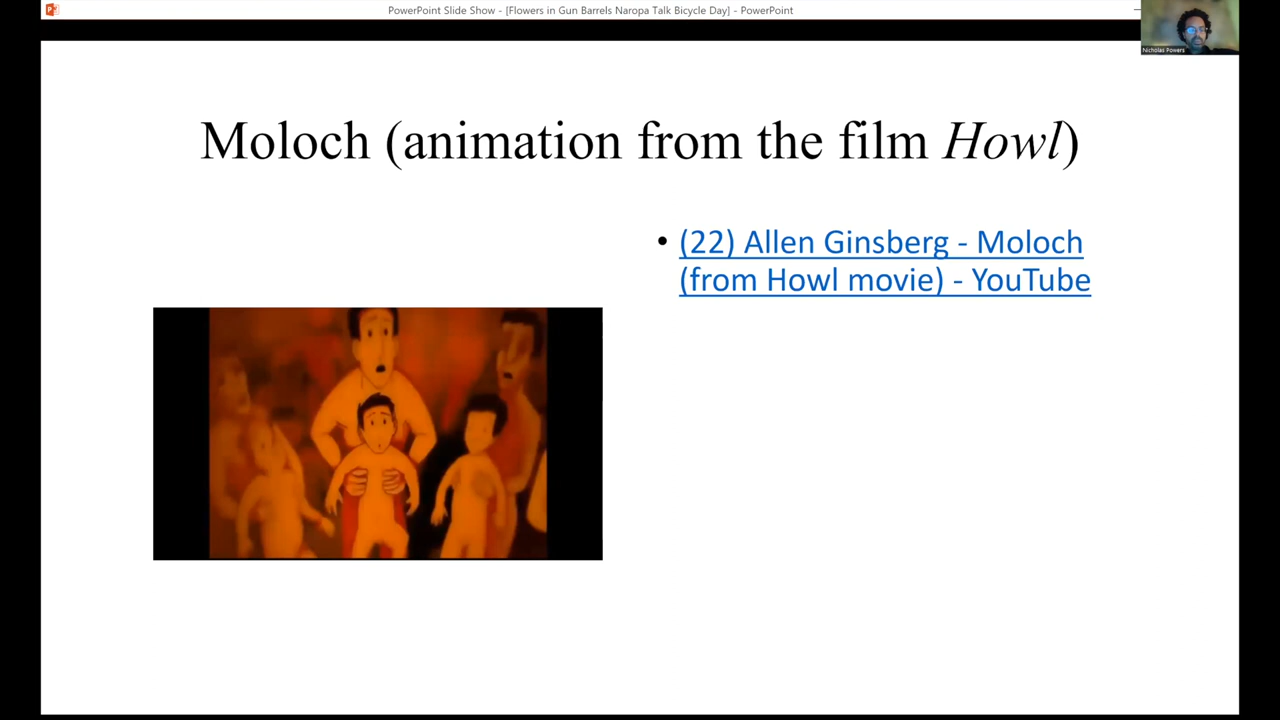 PowerPoint Slide Show - [Flowers in Gun Barrels Naropa Talk Bicycle Day] - PowerPoint
Nicholas Powers
Moloch (animation from the film Howl)
• (22) Allen Ginsberg - Moloch
(from Howl movie) - YouTube